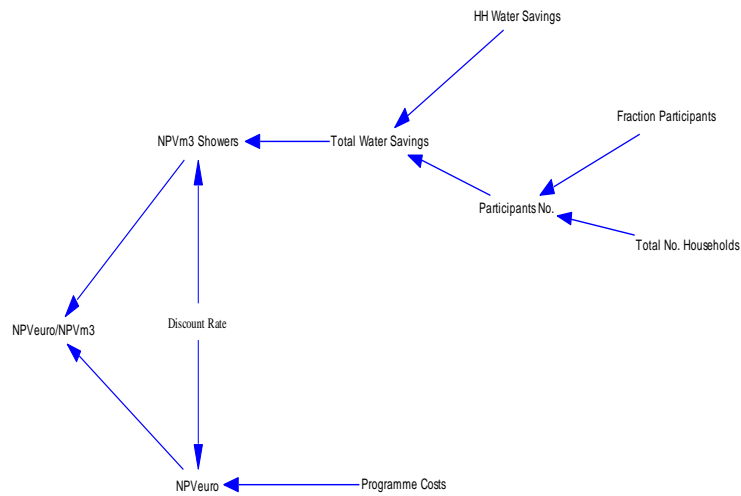 HH Water Savings
Fraction Participants
NPVm3 Showers
Total Water Savings
Participants No.
Total No. Households
Discount Rate
NPVeuro/NPVm3
NPVeuro
Programme Costs